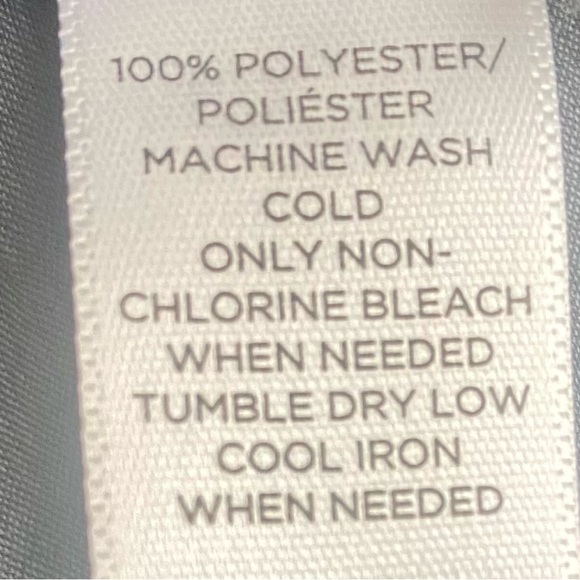 100% POLYESTER/
POLIÉSTER
MACHINE WASH
COLD
ONLY NON-
CHLORINE BLEACH
WHEN NEEDED
TUMBLE DRY LOW
COOL IRON
WHEN NEEDED